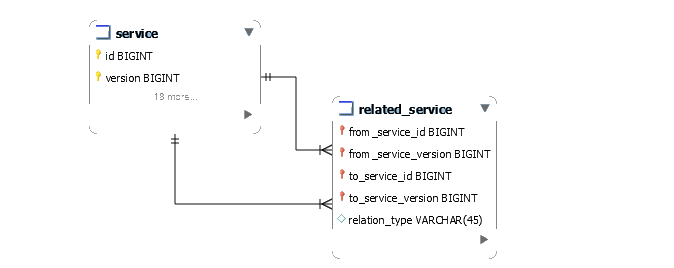 service
id BIGINT
version BIGINT
18 more...
related_service
from_service_id BIGINT
from_service_version BIGINT
to_service_id BIGINT
to_service_version BIGINT
relation_type VARCHAR(45)